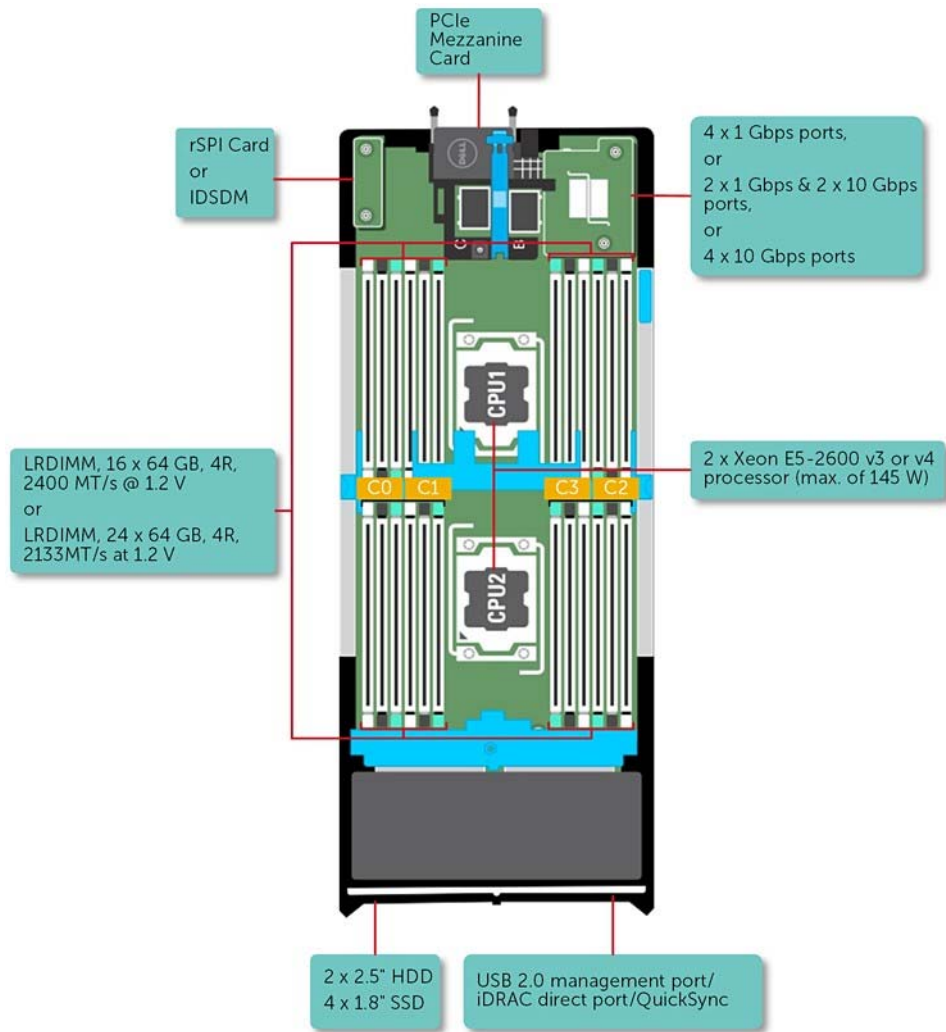 PCIe
Mezzanine
Card
rSPI Card
or
IDSDM
4 x 1 Gbps ports,
or
2 x 1 Gbps & 2 x 10 Gbps
ports,
or
4 x 10 Gbps ports
DELL
C
B
CPU1
LRDIMM, 16 x 64 GB, 4R,
2400 MT/s @ 1.2 V
or
LRDIMM, 24 x 64 GB, 4R,
2133MT/s at 1.2 V
C0
C1
C3
C2
2 x Xeon E5-2600 v3 or v4
processor (max. of 145 W)
CPU2
2 x 2.5" HDD
4 x 1.8" SSD
USB 2.0 management port/
iDRAC direct port/QuickSync